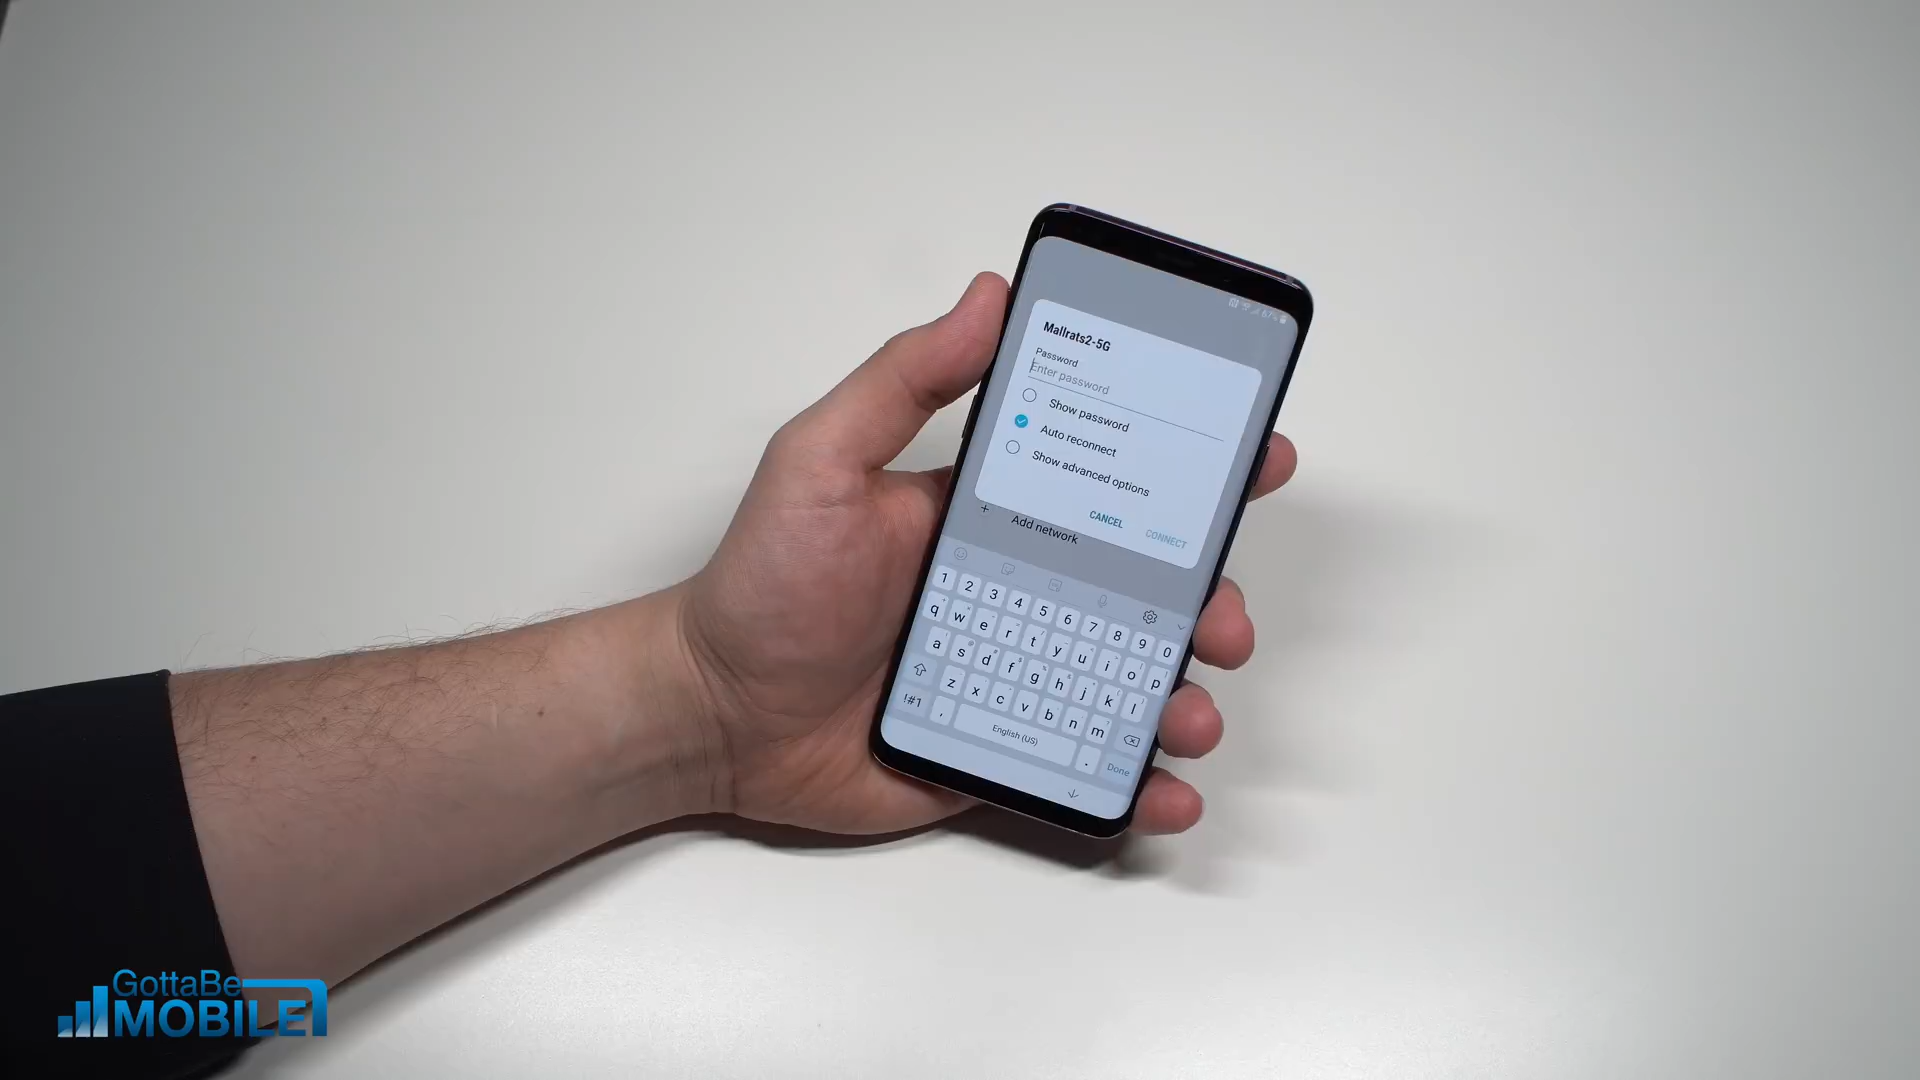 67%
Mallrats2-5G
Password
Enter password
Show password
Auto reconnect
Show advanced options
CANCEL CONNECT
+ Add network
1 2 3 4 5 6 7 8 9 0
q w e r t y u i o p
a s d f g h j k l
z x c v b n m
!#1 , English (US) . Done
GottaBe
MOBILE